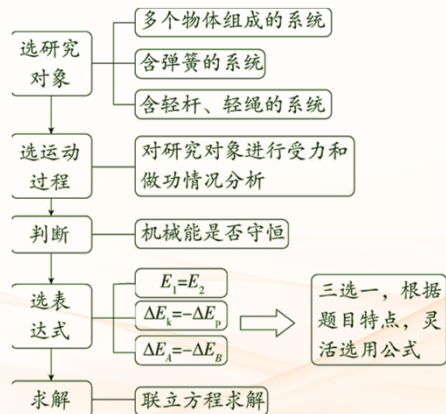 选研究
对象
多个物体组成的系统
含弹簧的系统
含轻杆、轻绳的系统
选运动
过程
对研究对象进行受力和
做功情况分析
判断
机械能是否守恒
选表
达式
E₁=E₂
ΔEₖ=-ΔEₚ
ΔE_A=-ΔE_B
三选一，根据
题目特点，灵
活选用公式
求解
联立方程求解